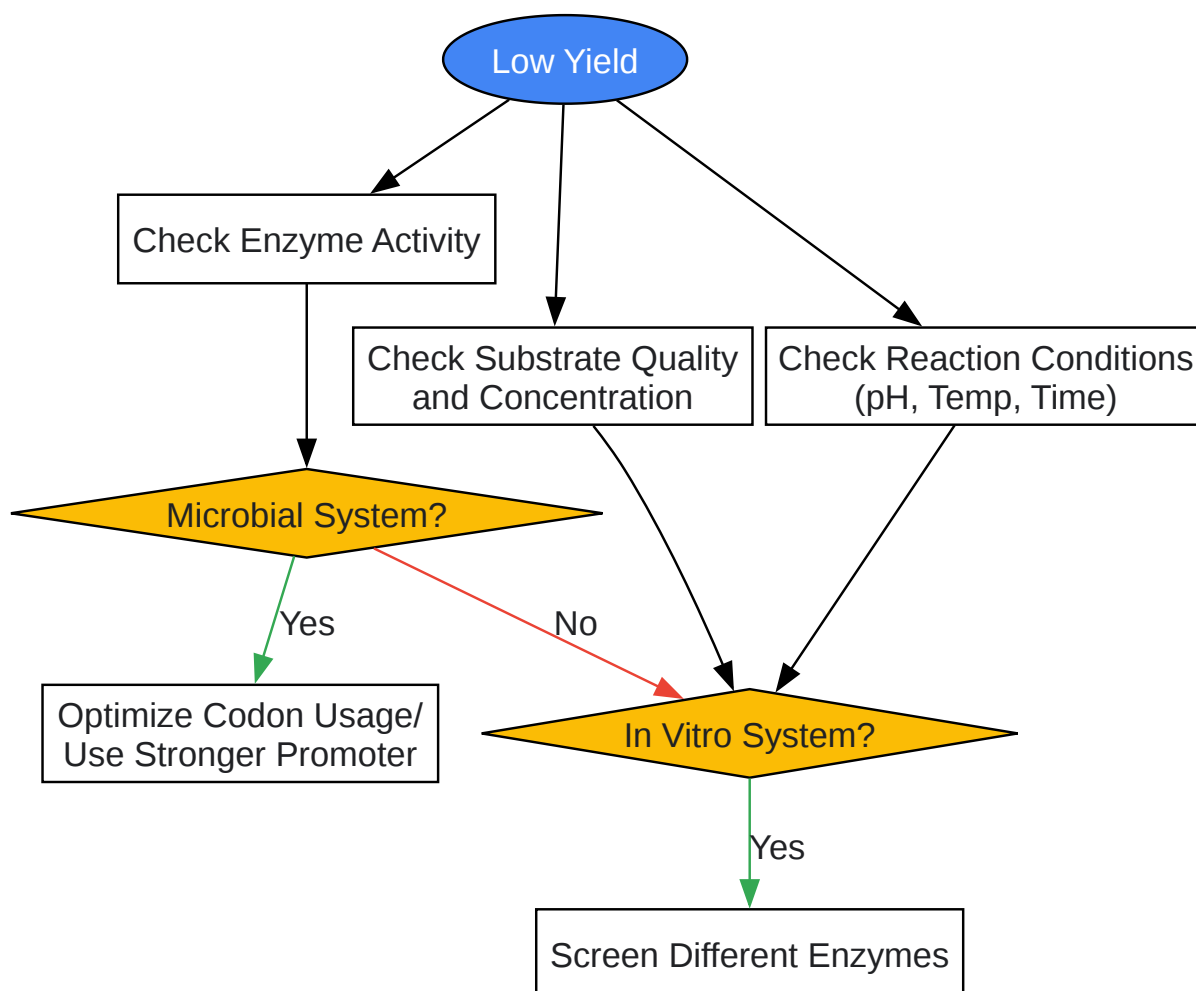 Low Yield
Check Enzyme Activity
Check Substrate Quality
and Concentration
Check Reaction Conditions
(pH, Temp, Time)
Microbial System?
Yes
No
Optimize Codon Usage/
Use Stronger Promoter
In Vitro System?
Yes
Screen Different Enzymes